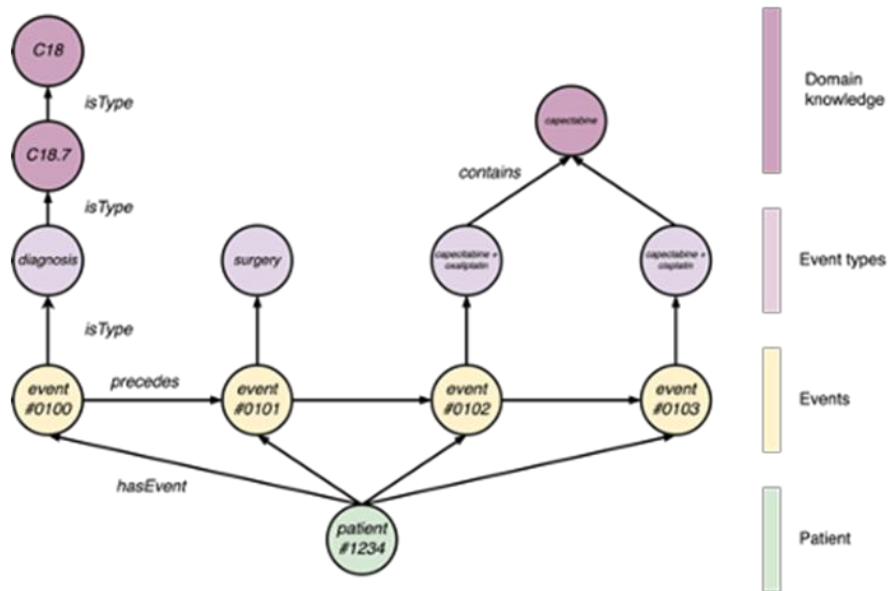 C18
isType
Domain
knowledge
capectabine
C18.7
contains
isType
diagnosis
surgery
capecitabine +
oxaliplatin
capectabine +
cisplatin
Event types
isType
precedes
event
#0100
event
#0101
event
#0102
event
#0103
Events
hasEvent
patient
#1234
Patient